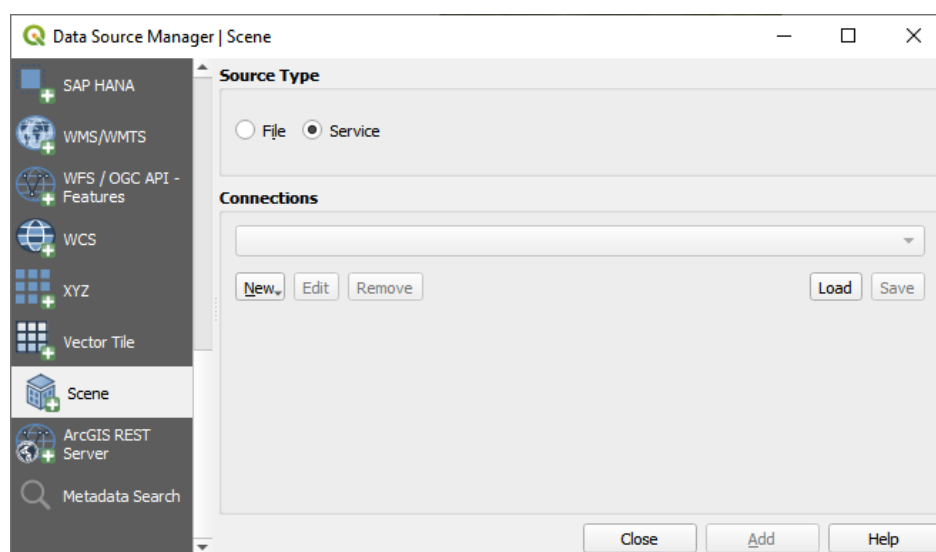 Data Source Manager | Scene
SAP HANA
WMS/WMTS
WFS / OGC API -
Features
WCS
XYZ
Vector Tile
Scene
ArcGIS REST
Server
Metadata Search
Source Type
File Service
Connections
New Edit Remove Load Save
Close Add Help